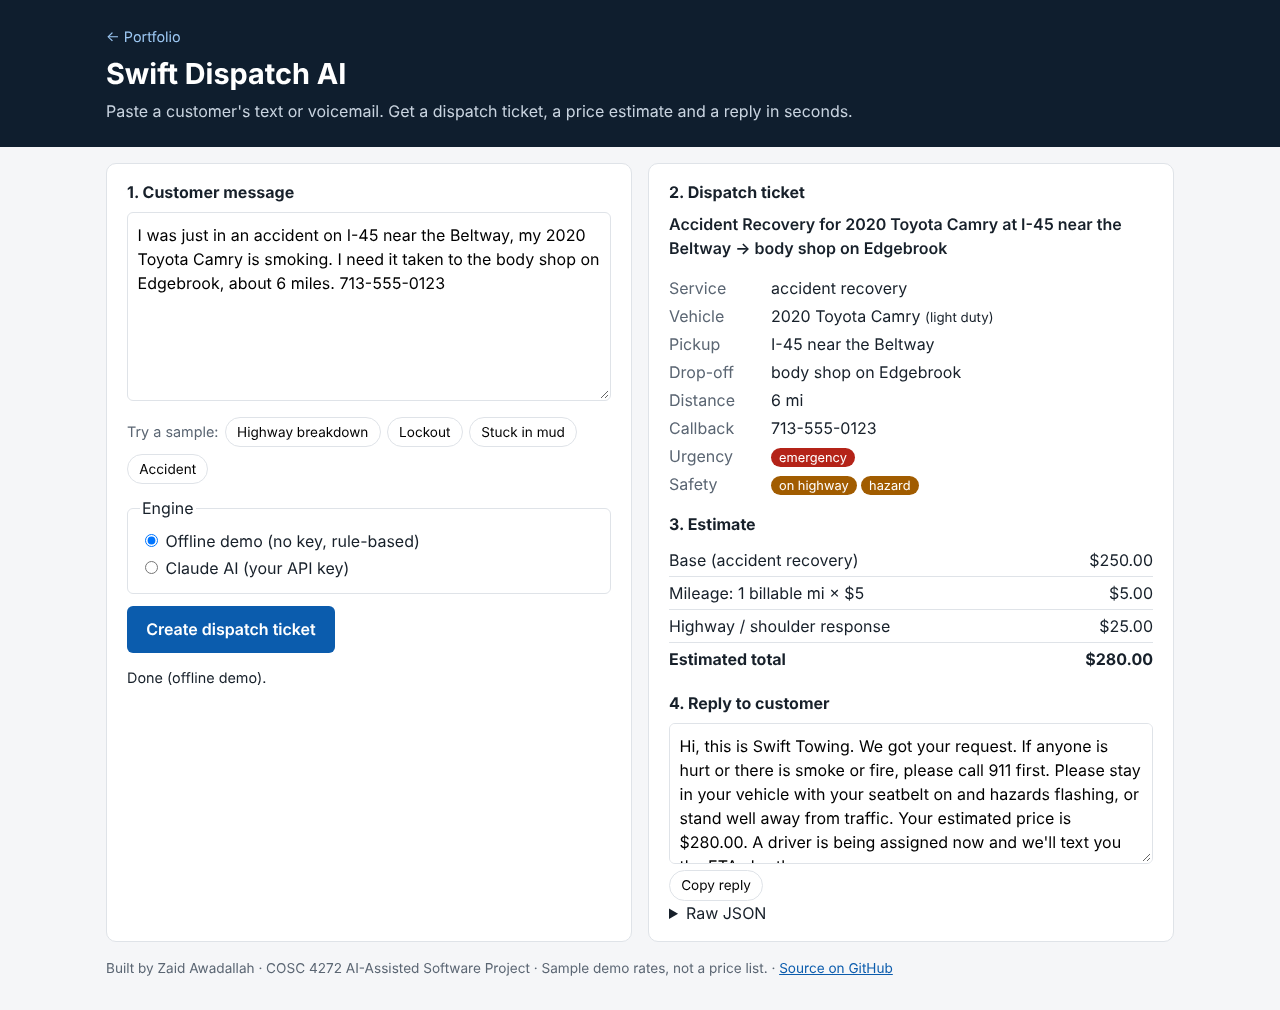 ← Portfolio
Swift Dispatch AI
Paste a customer's text or voicemail. Get a dispatch ticket, a price estimate and a reply in seconds.
1. Customer message
I was just in an accident on I-45 near the Beltway, my 2020
Toyota Camry is smoking. I need it taken to the body shop on
Edgebrook, about 6 miles. 713-555-0123
Try a sample: Highway breakdown Lockout Stuck in mud
Accident
Engine
Offline demo (no key, rule-based)
Claude AI (your API key)
Create dispatch ticket
Done (offline demo).
2. Dispatch ticket
Accident Recovery for 2020 Toyota Camry at I-45 near the
Beltway → body shop on Edgebrook
Service accident recovery
Vehicle 2020 Toyota Camry (light duty)
Pickup I-45 near the Beltway
Drop-off body shop on Edgebrook
Distance 6 mi
Callback 713-555-0123
Urgency emergency
Safety on highway hazard
3. Estimate
Base (accident recovery) $250.00
Mileage: 1 billable mi × $5 $5.00
Highway / shoulder response $25.00
Estimated total $280.00
4. Reply to customer
Hi, this is Swift Towing. We got your request. If anyone is
hurt or there is smoke or fire, please call 911 first. Please stay
in your vehicle with your seatbelt on and hazards flashing, or
stand well away from traffic. Your estimated price is
$280.00. A driver is being assigned now and we'll text you
Copy reply
▶ Raw JSON
Built by Zaid Awadallah · COSC 4272 AI-Assisted Software Project · Sample demo rates, not a price list. · Source on GitHub